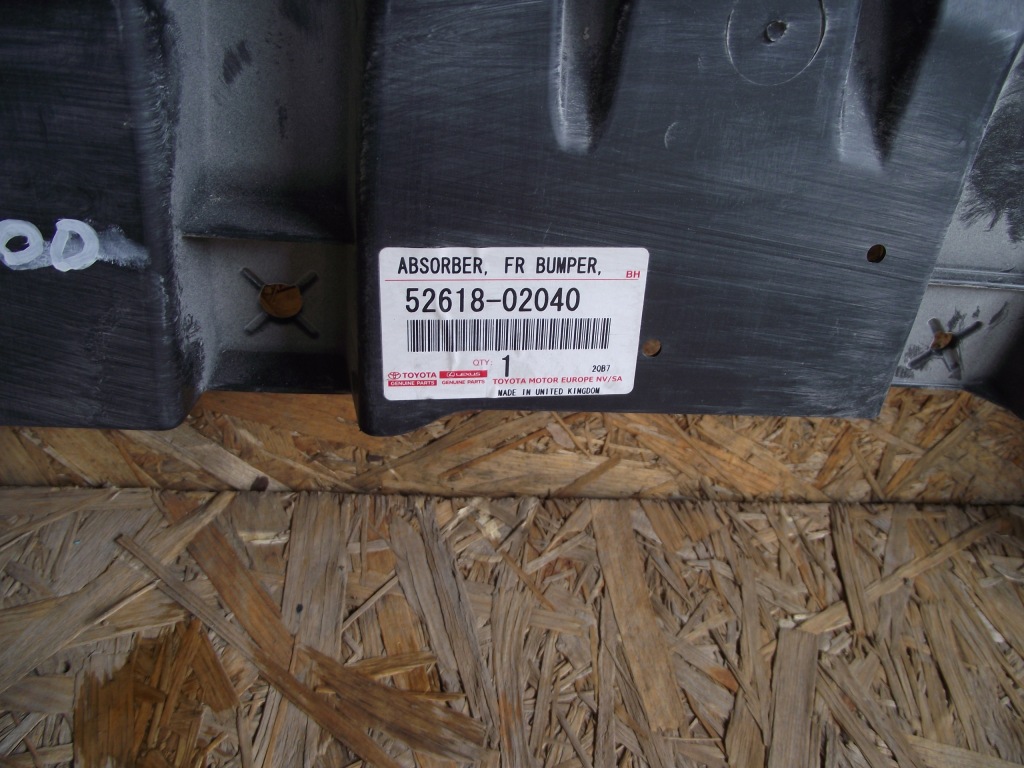 OD
ABSORBER, FR BUMPER,
BH
52618-02040
QTY: 1
2QB7
TOYOTA LEXUS TOYOTA MOTOR EUROPE NV/SA
GENUINE PARTS GENUINE PARTS
MADE IN UNITED KINGDOM